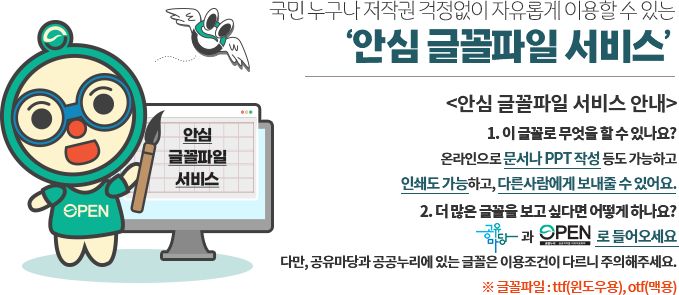 국민 누구나 저작권 걱정없이 자유롭게 이용할 수 있는
‘안심 글꼴파일 서비스’
<안심 글꼴파일 서비스 안내>
1. 이 글꼴로 무엇을 할 수 있나요?
온라인으로 문서나 PPT 작성 등도 가능하고
인쇄도 가능하고, 다른사람에게 보내줄 수 있어요.
2. 더 많은 글꼴을 보고 싶다면 어떻게 하나요?
공유마당 과 OPEN 로 들어오세요
다만, 공유마당과 공공누리에 있는 글꼴은 이용조건이 다르니 주의해주세요.
※ 글꼴파일 : ttf(윈도우용), otf(맥용)
안심
글꼴파일
서비스
OPEN